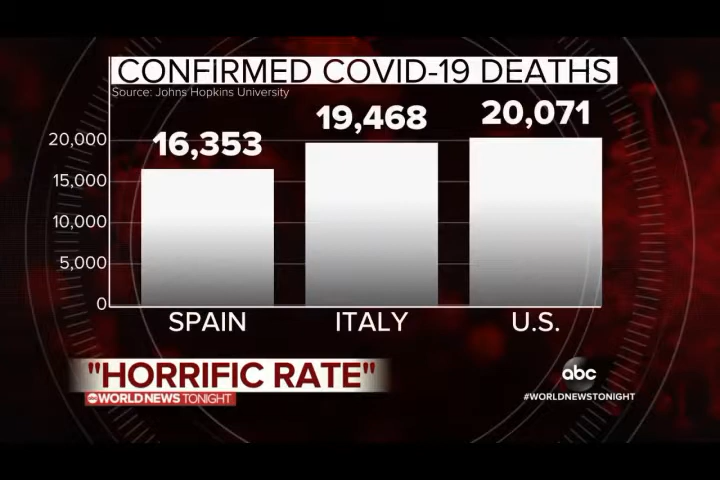 CONFIRMED COVID-19 DEATHS
Source: Johns Hopkins University
20,000
15,000
10,000
5,000
0
16,353
19,468
20,071
SPAIN
ITALY
U.S.
"HORRIFIC RATE"
abc WORLD NEWS TONIGHT
abc
#WORLDNEWSTONIGHT